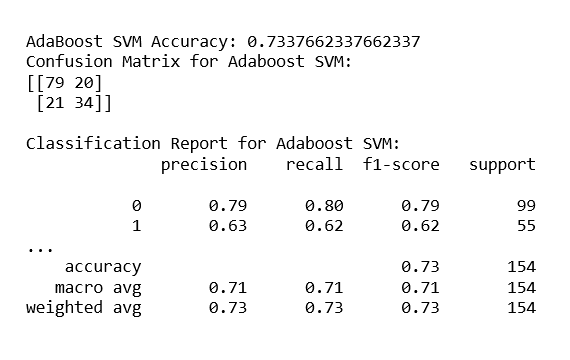 AdaBoost SVM Accuracy: 0.7337662337662337
Confusion Matrix for Adaboost SVM:
[[79 20]
 [21 34]]

Classification Report for Adaboost SVM:
              precision    recall  f1-score   support

           0       0.79      0.80      0.79        99
           1       0.63      0.62      0.62        55
...
    accuracy                           0.73       154
   macro avg       0.71      0.71      0.71       154
weighted avg       0.73      0.73      0.73       154